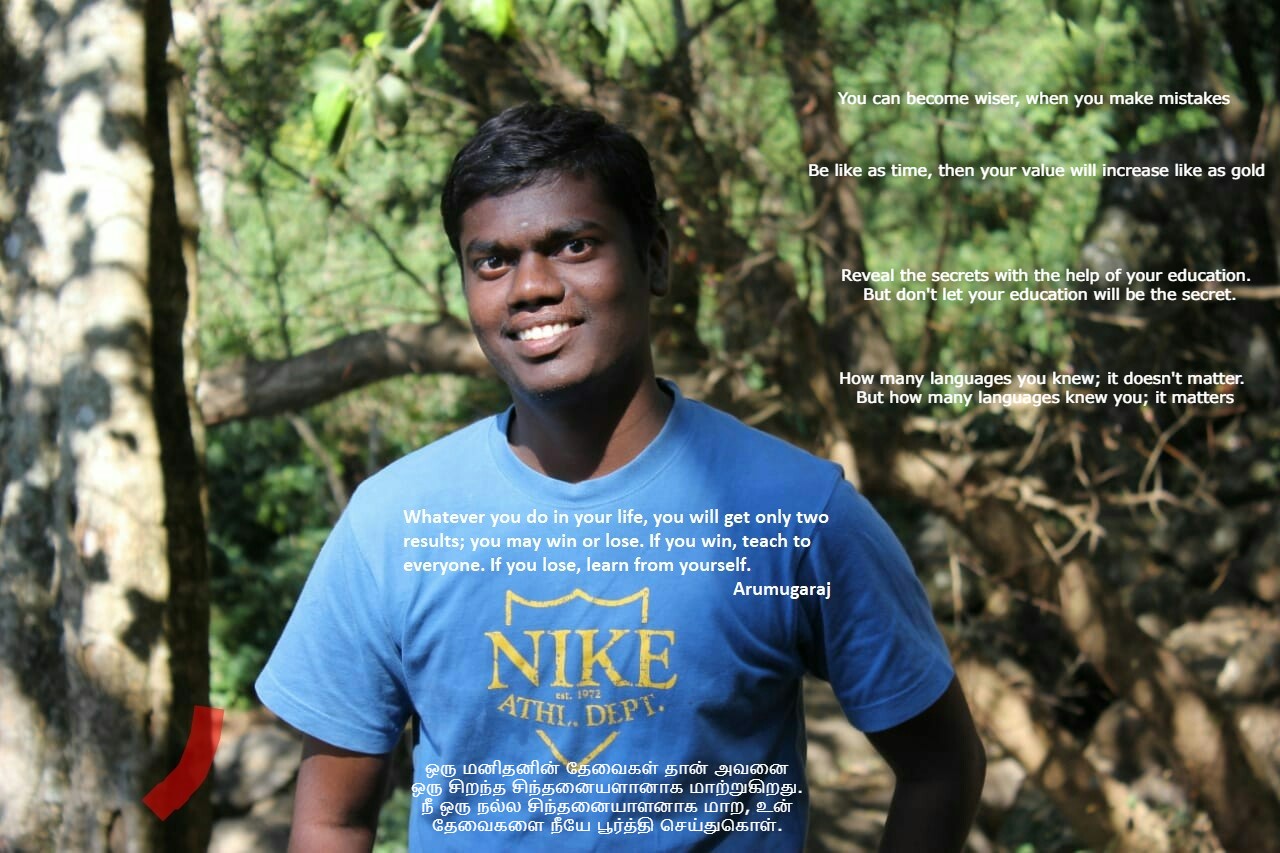 You can become wiser, when you make mistakes
Be like as time, then your value will increase like as gold
Reveal the secrets with the help of your education.
But don't let your education will be the secret.
How many languages you knew; it doesn't matter.
But how many languages knew you; it matters
Whatever you do in your life, you will get only two
results; you may win or lose. If you win, teach to
everyone. If you lose, learn from yourself.
Arumugaraj
NIKE
est. 1972
ATHL. DEPT.
ஒரு மனிதனின் தேவைகள் தான் அவனை
ஒரு சிறந்த சிந்தனையளானாக மாற்றுகிறது.
நீ ஒரு நல்ல சிந்தனையாளனாக மாற, உன்
தேவைகளை நீயே பூர்த்தி செய்துகொள்.